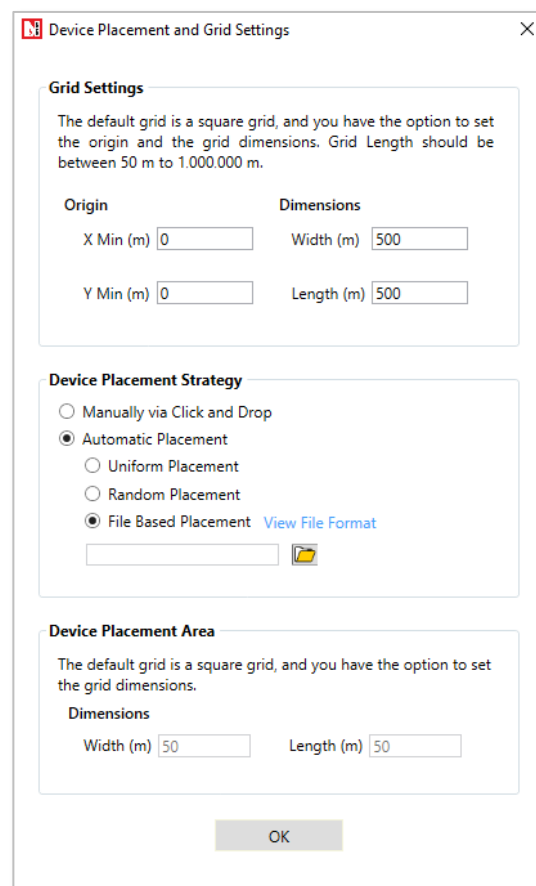 Device Placement and Grid Settings
Grid Settings
The default grid is a square grid, and you have the option to set
the origin and the grid dimensions. Grid Length should be
between 50 m to 1.000.000 m.
Origin Dimensions
X Min (m) 0 Width (m) 500
Y Min (m) 0 Length (m) 500
Device Placement Strategy
Manually via Click and Drop
Automatic Placement
Uniform Placement
Random Placement
File Based Placement View File Format
Device Placement Area
The default grid is a square grid, and you have the option to set
the grid dimensions.
Dimensions
Width (m) 50 Length (m) 50
OK